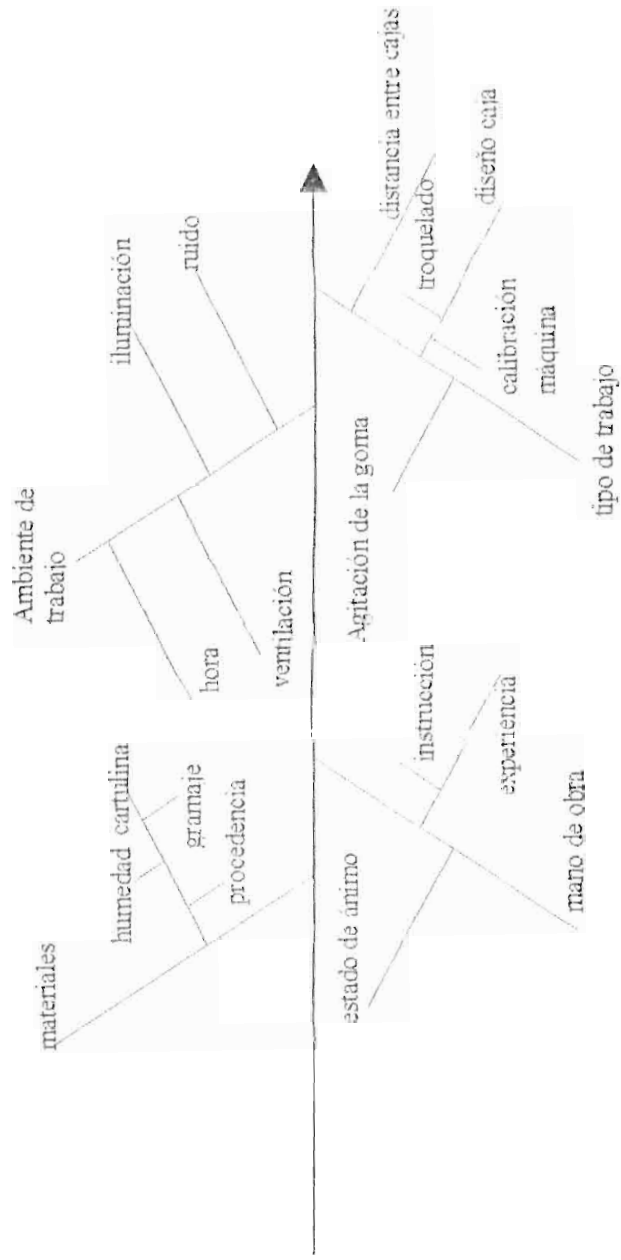 materiales
humedad cartulina
gramaje
procedencia
Ambiente de
trabajo
hora
ventilación
iluminación
ruido
estado de ánimo
instrucción
experiencia
mano de obra
Agitación de la goma
distancia entre cajas
troquelado
diseño caja
calibración
máquina
tipo de trabajo